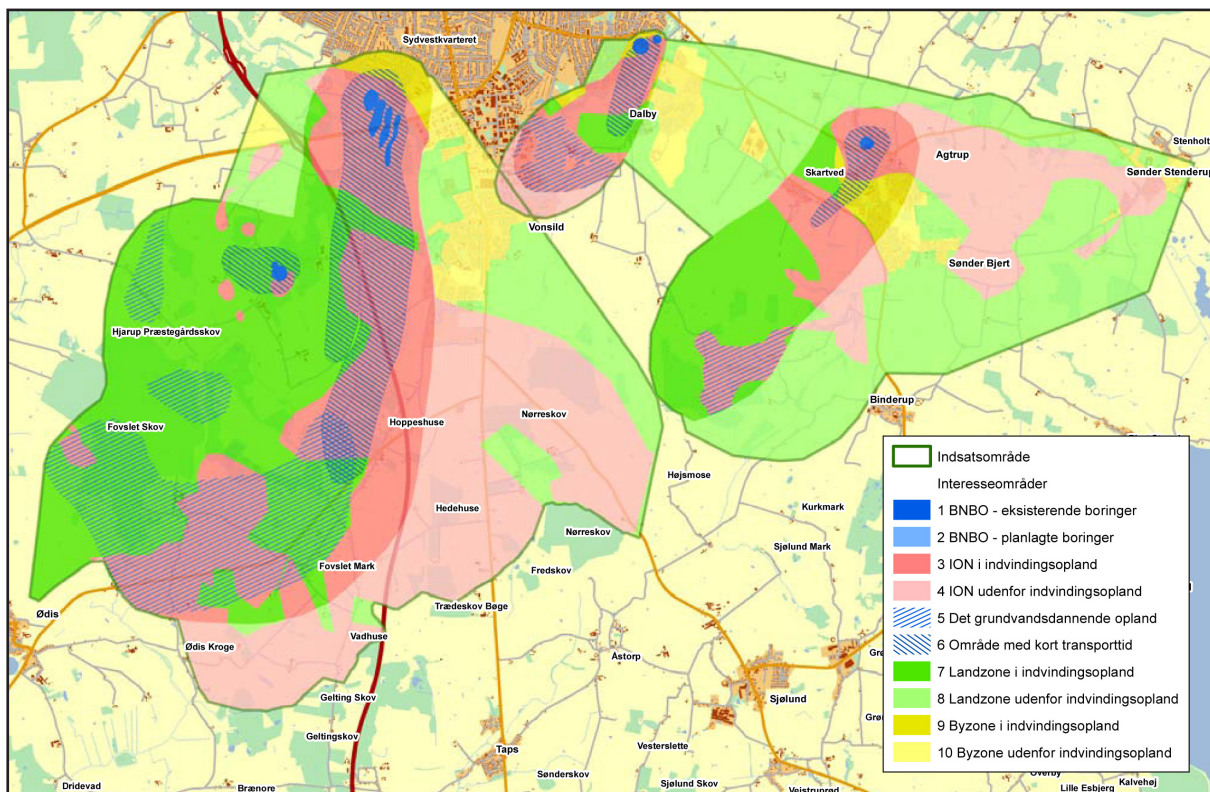 Sydvestkvarteret
Dalby
Stenholt
Agtrup
Skartved
Sønder Stenderup
Vonsild
Sønder Bjert
Hjarup Præstegårdsskov
Binderup
Fovslet Skov
Hoppeshuse
Nørreskov
Højsmose
Hedehuse
Kurkmark
Nørreskov
Sjølund Mark
Fovslet Mark
Fredskov
Trædeskov Bøge
Ødis
Vadhuse
Ødis Kroge
Åstorp
Gelting Skov
Sjølund
Geltingskov
Taps
Vesterslette
Sønderskov
Sjølund Skov
Dridevad
Brænore
Vejstruprød
Overby
Lille Esbjerg
Kalvehøj
Indsatsområde
Interesseområder
1 BNBO - eksisterende boringer
2 BNBO - planlagte boringer
3 ION i indvindingsopland
4 ION udenfor indvindingsopland
5 Det grundvandsdannende opland
6 Område med kort transporttid
7 Landzone i indvindingsopland
8 Landzone udenfor indvindingsopland
9 Byzone i indvindingsopland
10 Byzone udenfor indvindingsopland